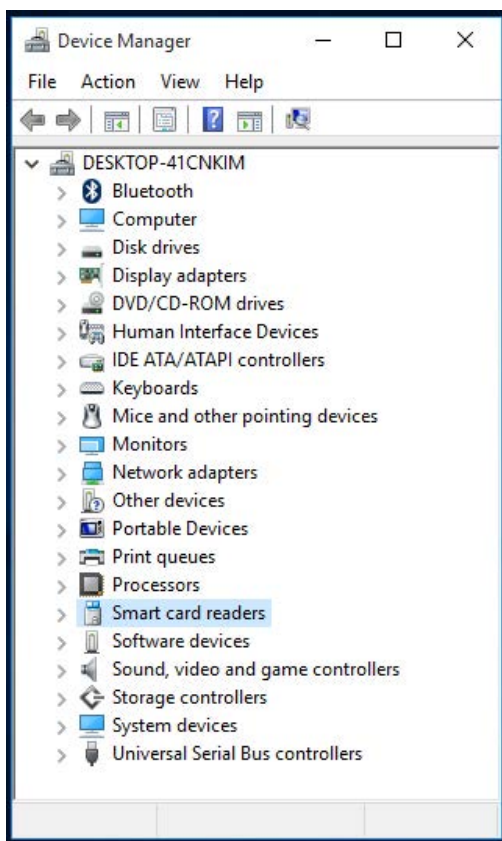 Device Manager
File Action View Help
DESKTOP-41CNKIM
Bluetooth
Computer
Disk drives
Display adapters
DVD/CD-ROM drives
Human Interface Devices
IDE ATA/ATAPI controllers
Keyboards
Mice and other pointing devices
Monitors
Network adapters
Other devices
Portable Devices
Print queues
Processors
Smart card readers
Software devices
Sound, video and game controllers
Storage controllers
System devices
Universal Serial Bus controllers